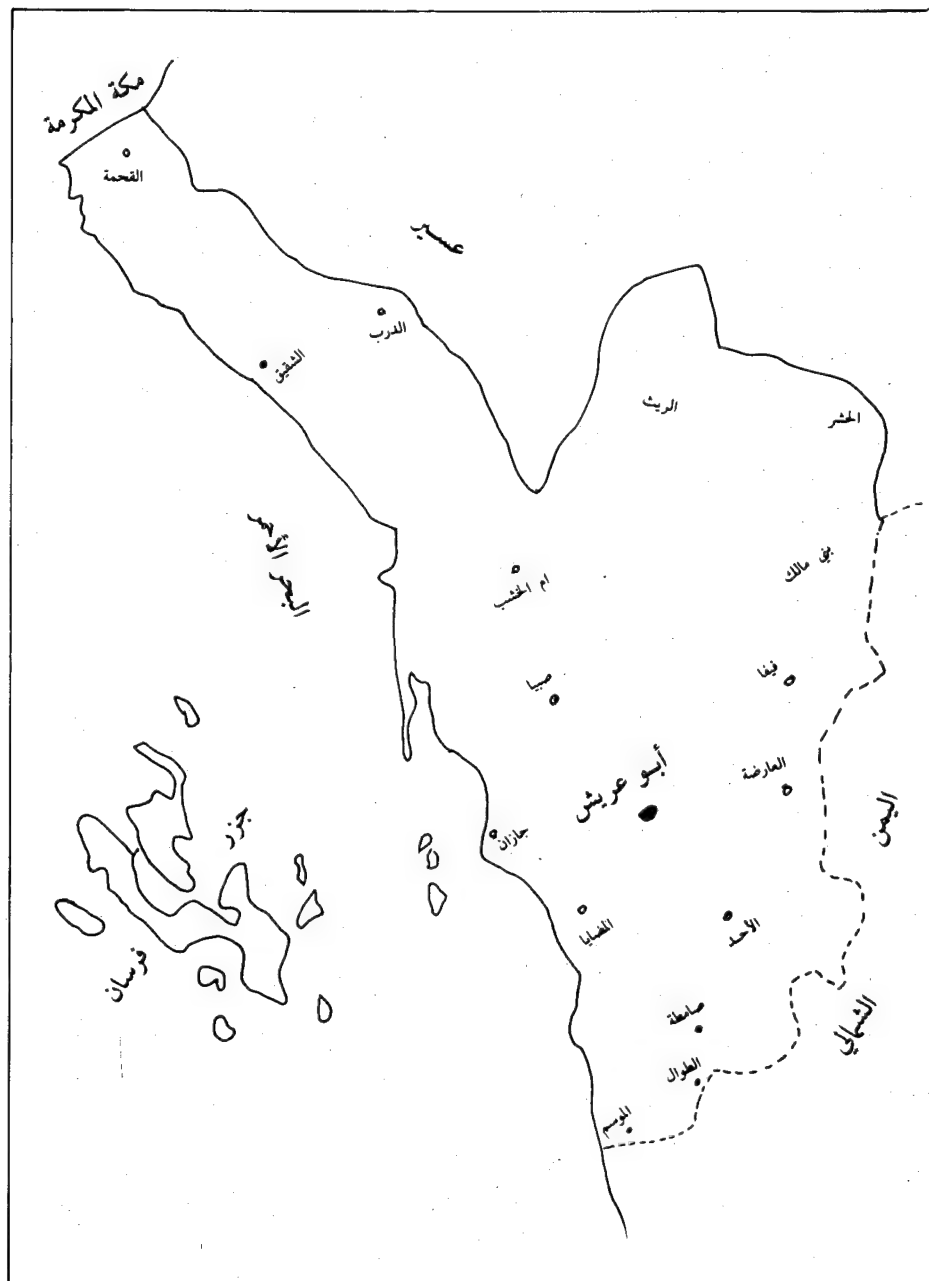 مكة المكرمة
القحمة
عسير
الدرب
الشقيق
الريث
الحشر
البحر الأحمر
بني مالك
ام الخشب
فيفا
صبيا
العارضة
أبو عريش
اليمن
جازان
جزر
فرسان
المضايا
الأحد
الشمالي
صامطة
الطوال
الموسم